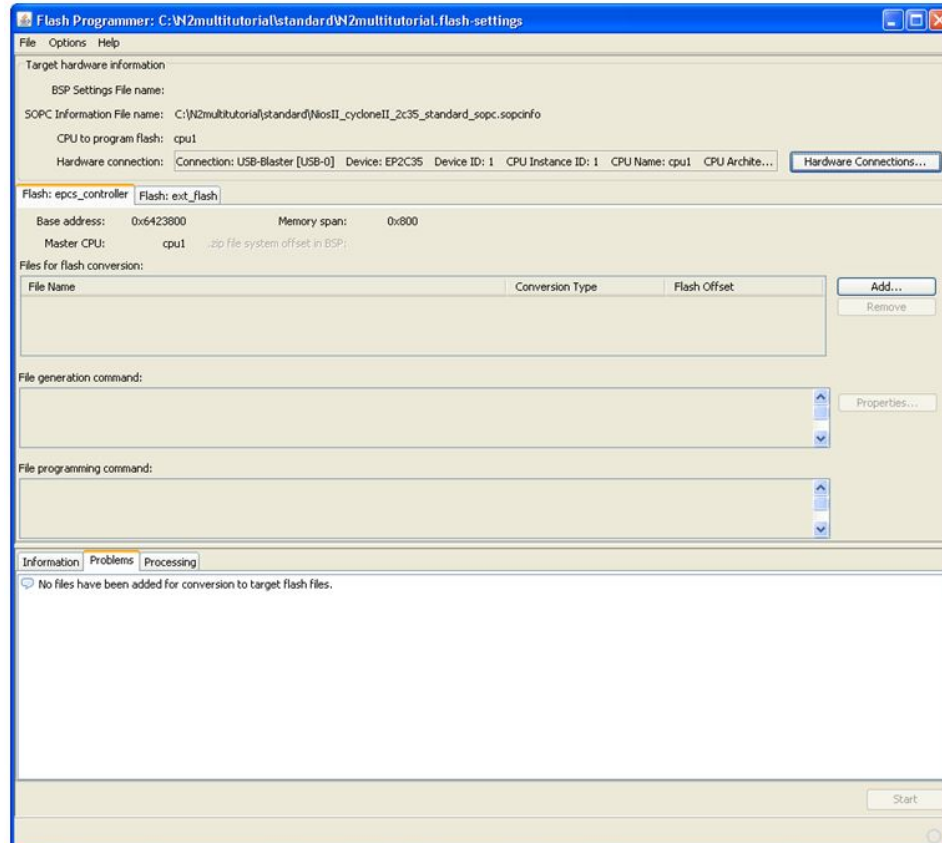 Flash Programmer: C:\N2multitutorial\standard\N2multitutorial.flash-settings
File Options Help
Target hardware information
BSP Settings File name:
SOPC Information File name: C:\N2multitutorial\standard\NiosII_cycloneII_2c35_standard_sopc.sopcinfo
CPU to program flash: cpu1
Hardware connection: Connection: USB-Blaster [USB-0] Device: EP2C35 Device ID: 1 CPU Instance ID: 1 CPU Name: cpu1 CPU Archite... Hardware Connections...
Flash: epcs_controller Flash: ext_flash
Base address: 0x6423800 Memory span: 0x800
Master CPU: cpu1 .zip file system offset in BSP:
Files for flash conversion:
File Name Conversion Type Flash Offset Add...
Remove
File generation command:
Properties...
File programming command:
Information Problems Processing
No files have been added for conversion to target flash files.
Start